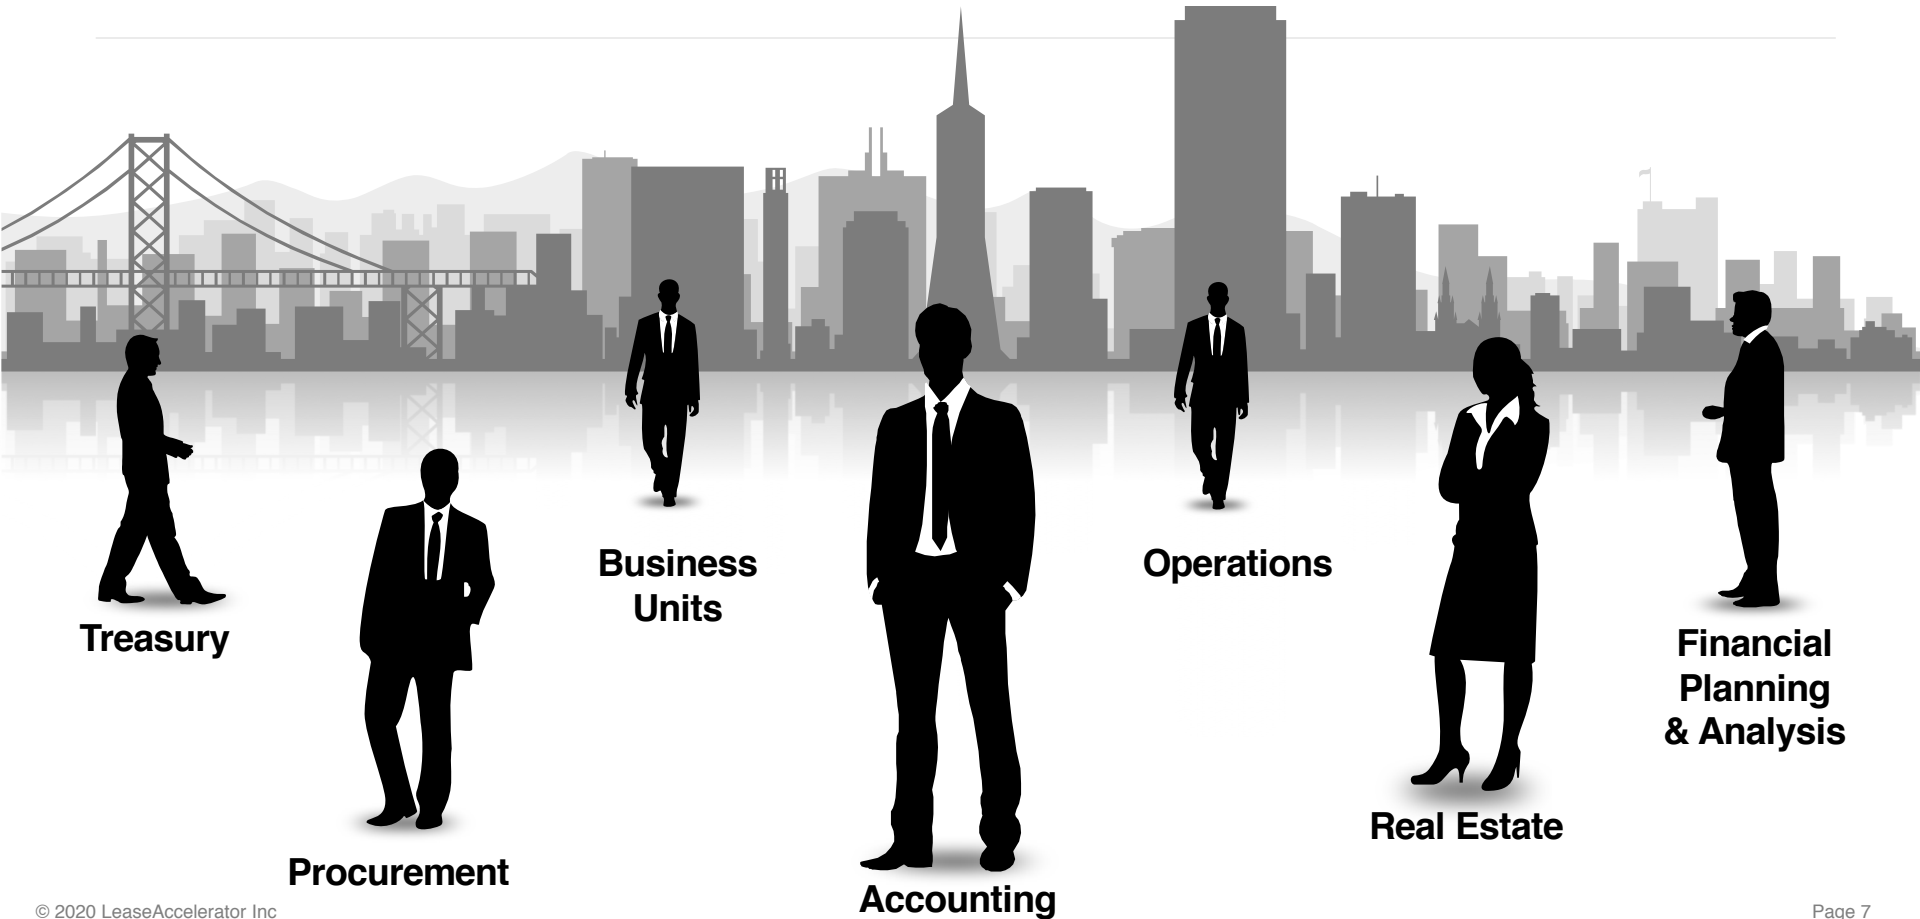 Business
Units
Operations
Treasury
Financial
Planning
& Analysis
Real Estate
Procurement
Accounting
© 2020 LeaseAccelerator Inc
Page 7